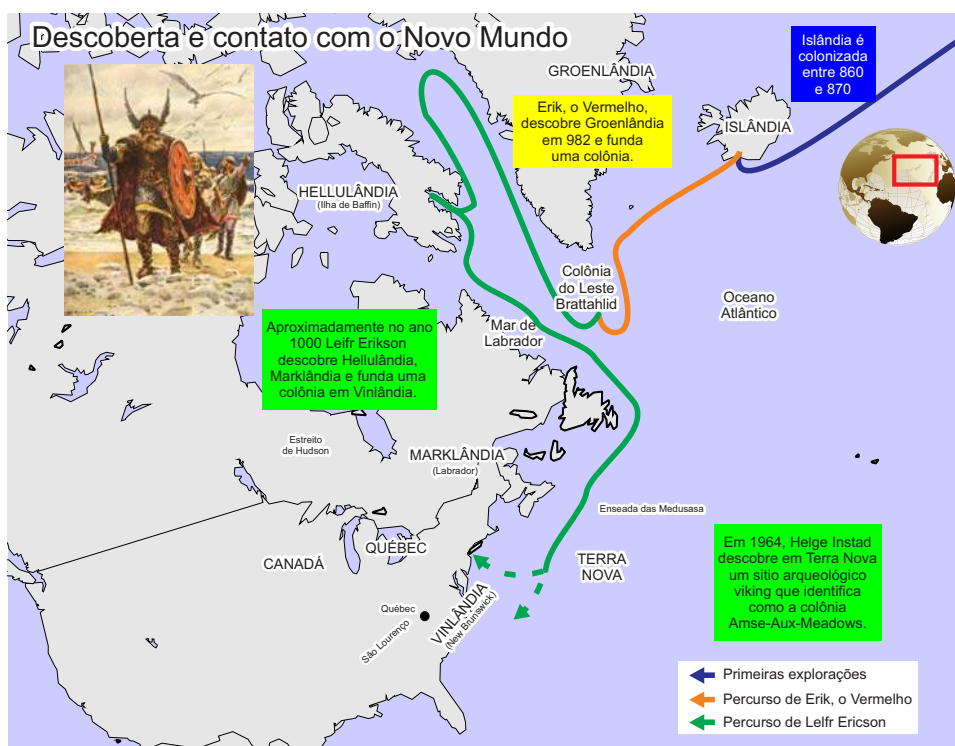 Descoberta e contato com o Novo Mundo
GROENLÂNDIA
Islândia é
colonizada
entre 860
e 870
Erik, o Vermelho,
descobre Groenlândia
em 982 e funda
uma colônia.
ISLÂNDIA
HELLULÂNDIA
(Ilha de Baffin)
Colônia
do Leste
Brattahlid
Oceano
Atlântico
Mar de
Labrador
Aproximadamente no ano
1000 Leifr Erikson
descobre Hellulândia,
Marklândia e funda uma
colônia em Vinlândia.
Estreito
de Hudson
MARKLÂNDIA
(Labrador)
Enseada das Medusasa
CANADÁ
QUÉBEC
TERRA
NOVA
Em 1964, Helge Instad
descobre em Terra Nova
um sitio arqueológico
viking que identifica
como a colônia
Amse-Aux-Meadows.
Québec
São Lourenço
VINLÂNDIA
(New Brunswick)
Primeiras explorações
Percurso de Erik, o Vermelho
Percurso de Lelfr Ericson